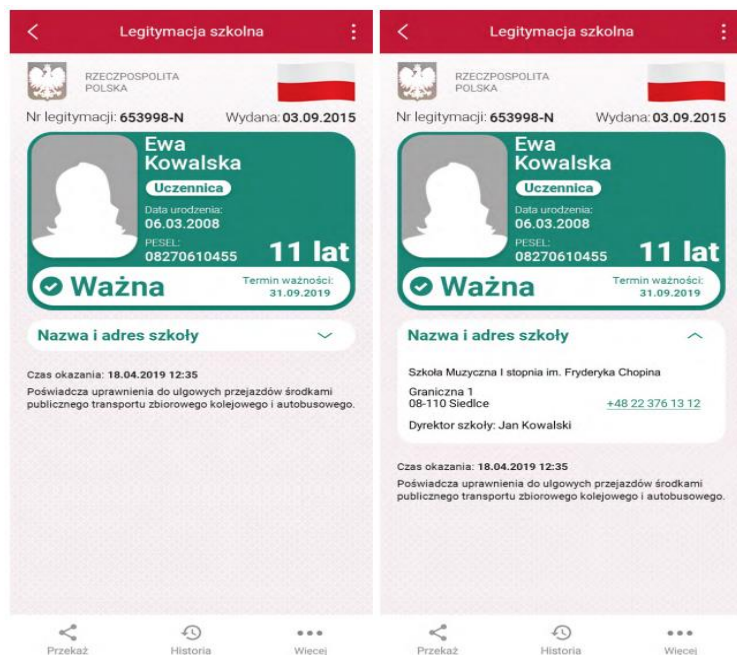 Legitymacja szkolna
RZECZPOSPOLITA
POLSKA
Nr legitymacji: 653998-N Wydana: 03.09.2015
Ewa
Kowalska
Uczennica
Data urodzenia:
06.03.2008
PESEL:
08270610455 11 lat
Ważna Termin ważności:
31.09.2019
Nazwa i adres szkoły
Czas okazania: 18.04.2019 12:35
Poświadcza uprawnienia do ulgowych przejazdów środkami
publicznego transportu zbiorowego kolejowego i autobusowego.
Przekaż Historia Więcej
Legitymacja szkolna
RZECZPOSPOLITA
POLSKA
Nr legitymacji: 653998-N Wydana: 03.09.2015
Ewa
Kowalska
Uczennica
Data urodzenia:
06.03.2008
PESEL:
08270610455 11 lat
Ważna Termin ważności:
31.09.2019
Nazwa i adres szkoły
Szkoła Muzyczna I stopnia im. Fryderyka Chopina
Graniczna 1
08-110 Siedlce +48 22 376 13 12
Dyrektor szkoły: Jan Kowalski
Czas okazania: 18.04.2019 12:35
Poświadcza uprawnienia do ulgowych przejazdów środkami
publicznego transportu zbiorowego kolejowego i autobusowego.
Przekaż Historia Więcej